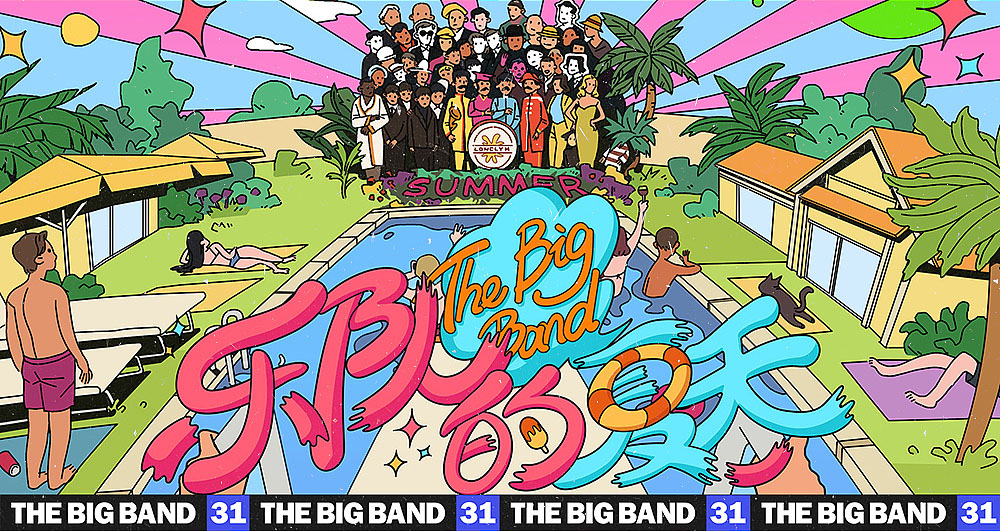 LONELY H
SUMMER
The Big
Band
乐队
的夏天
THE BIG BAND 31 THE BIG BAND 31 THE BIG BAND 31 THE BIG BAND 31